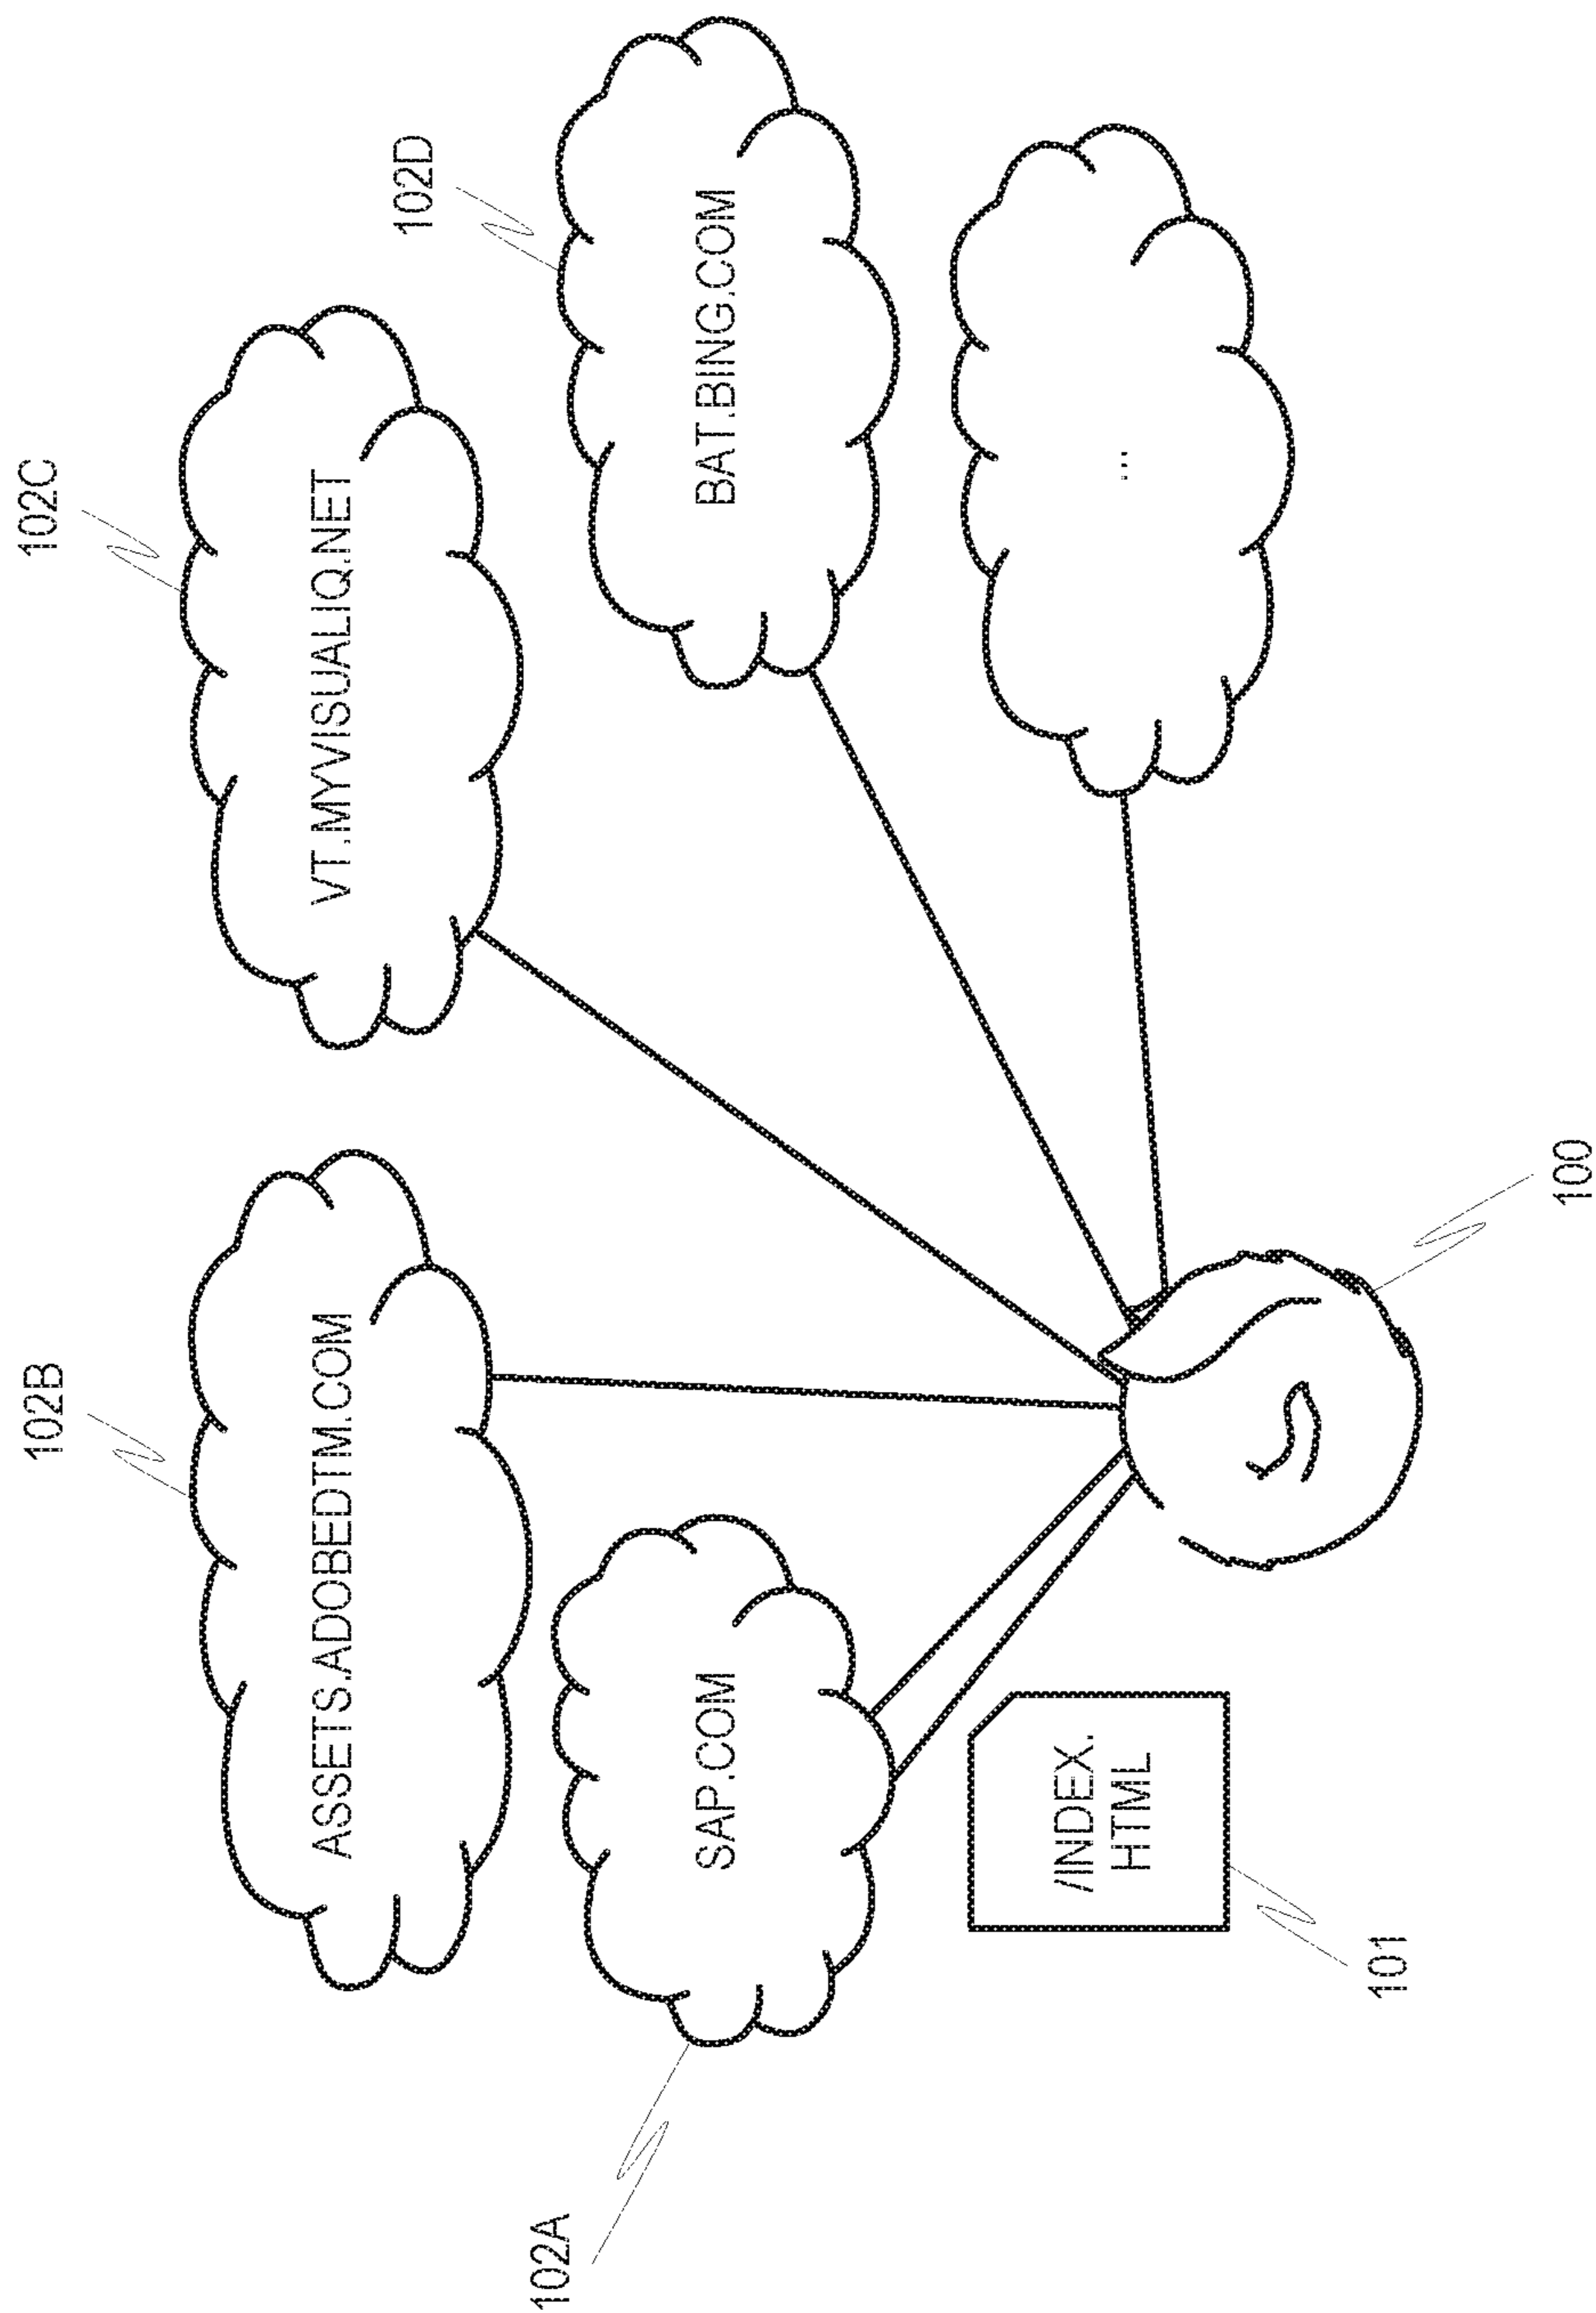 102B
102C
ASSETS.ADOBEDTM.COM
VT.MYVISUALIQ.NET
102D
102A
SAP.COM
BAT.BING.COM
/INDEX.
HTML
...
101
100